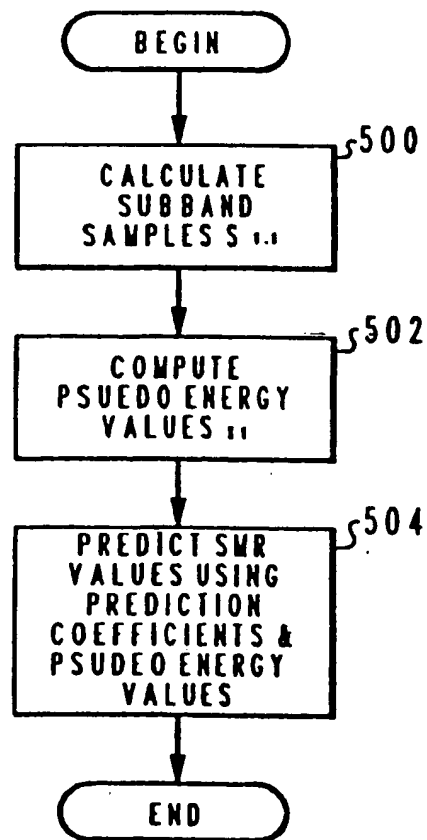 BEGIN
500
CALCULATE
SUBBAND
SAMPLES S
502
COMPUTE
PSUEDO ENERGY
VALUES
504
PREDICT SMR
VALUES USING
PREDICTION
COEFFICIENTS &
PSUDEO ENERGY
VALUES
END